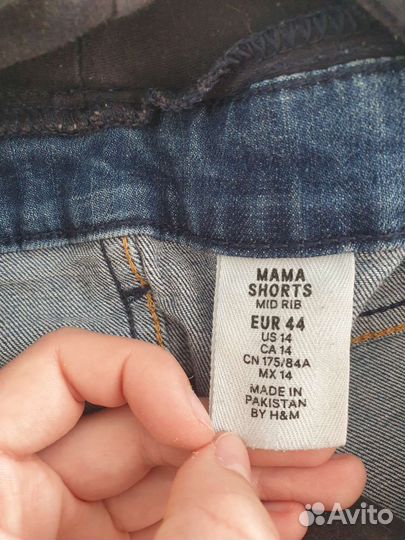 MAMA
SHORTS
MID RIB
EUR 44
US 14
CA 14
CN 175/84A
MX 14
MADE IN
PAKISTAN
BY H&M
Avito